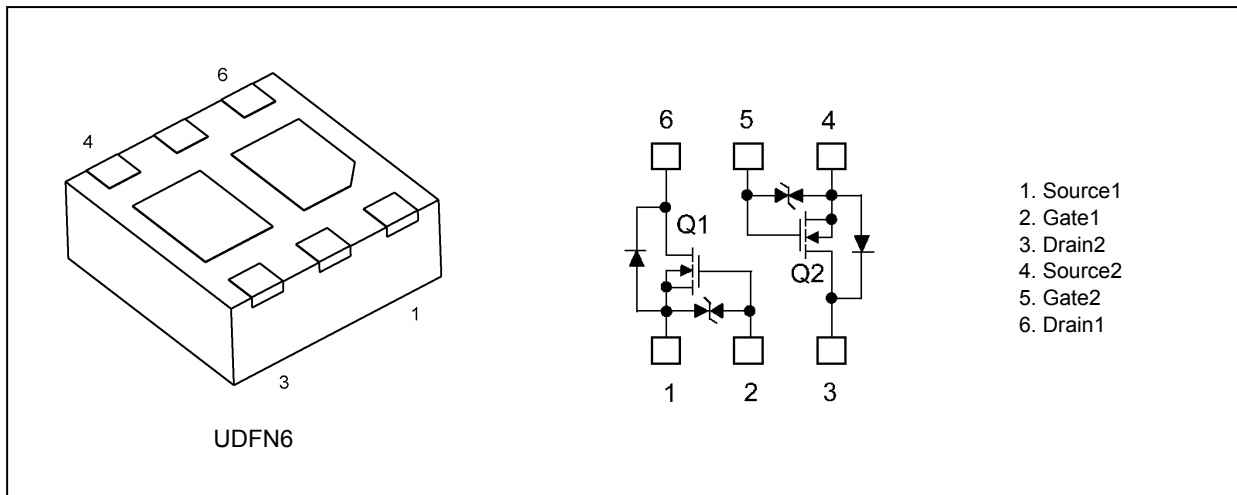 6
4
1
3
UDFN6
6 5 4
Q1
Q2
1 2 3
1. Source1
2. Gate1
3. Drain2
4. Source2
5. Gate2
6. Drain1